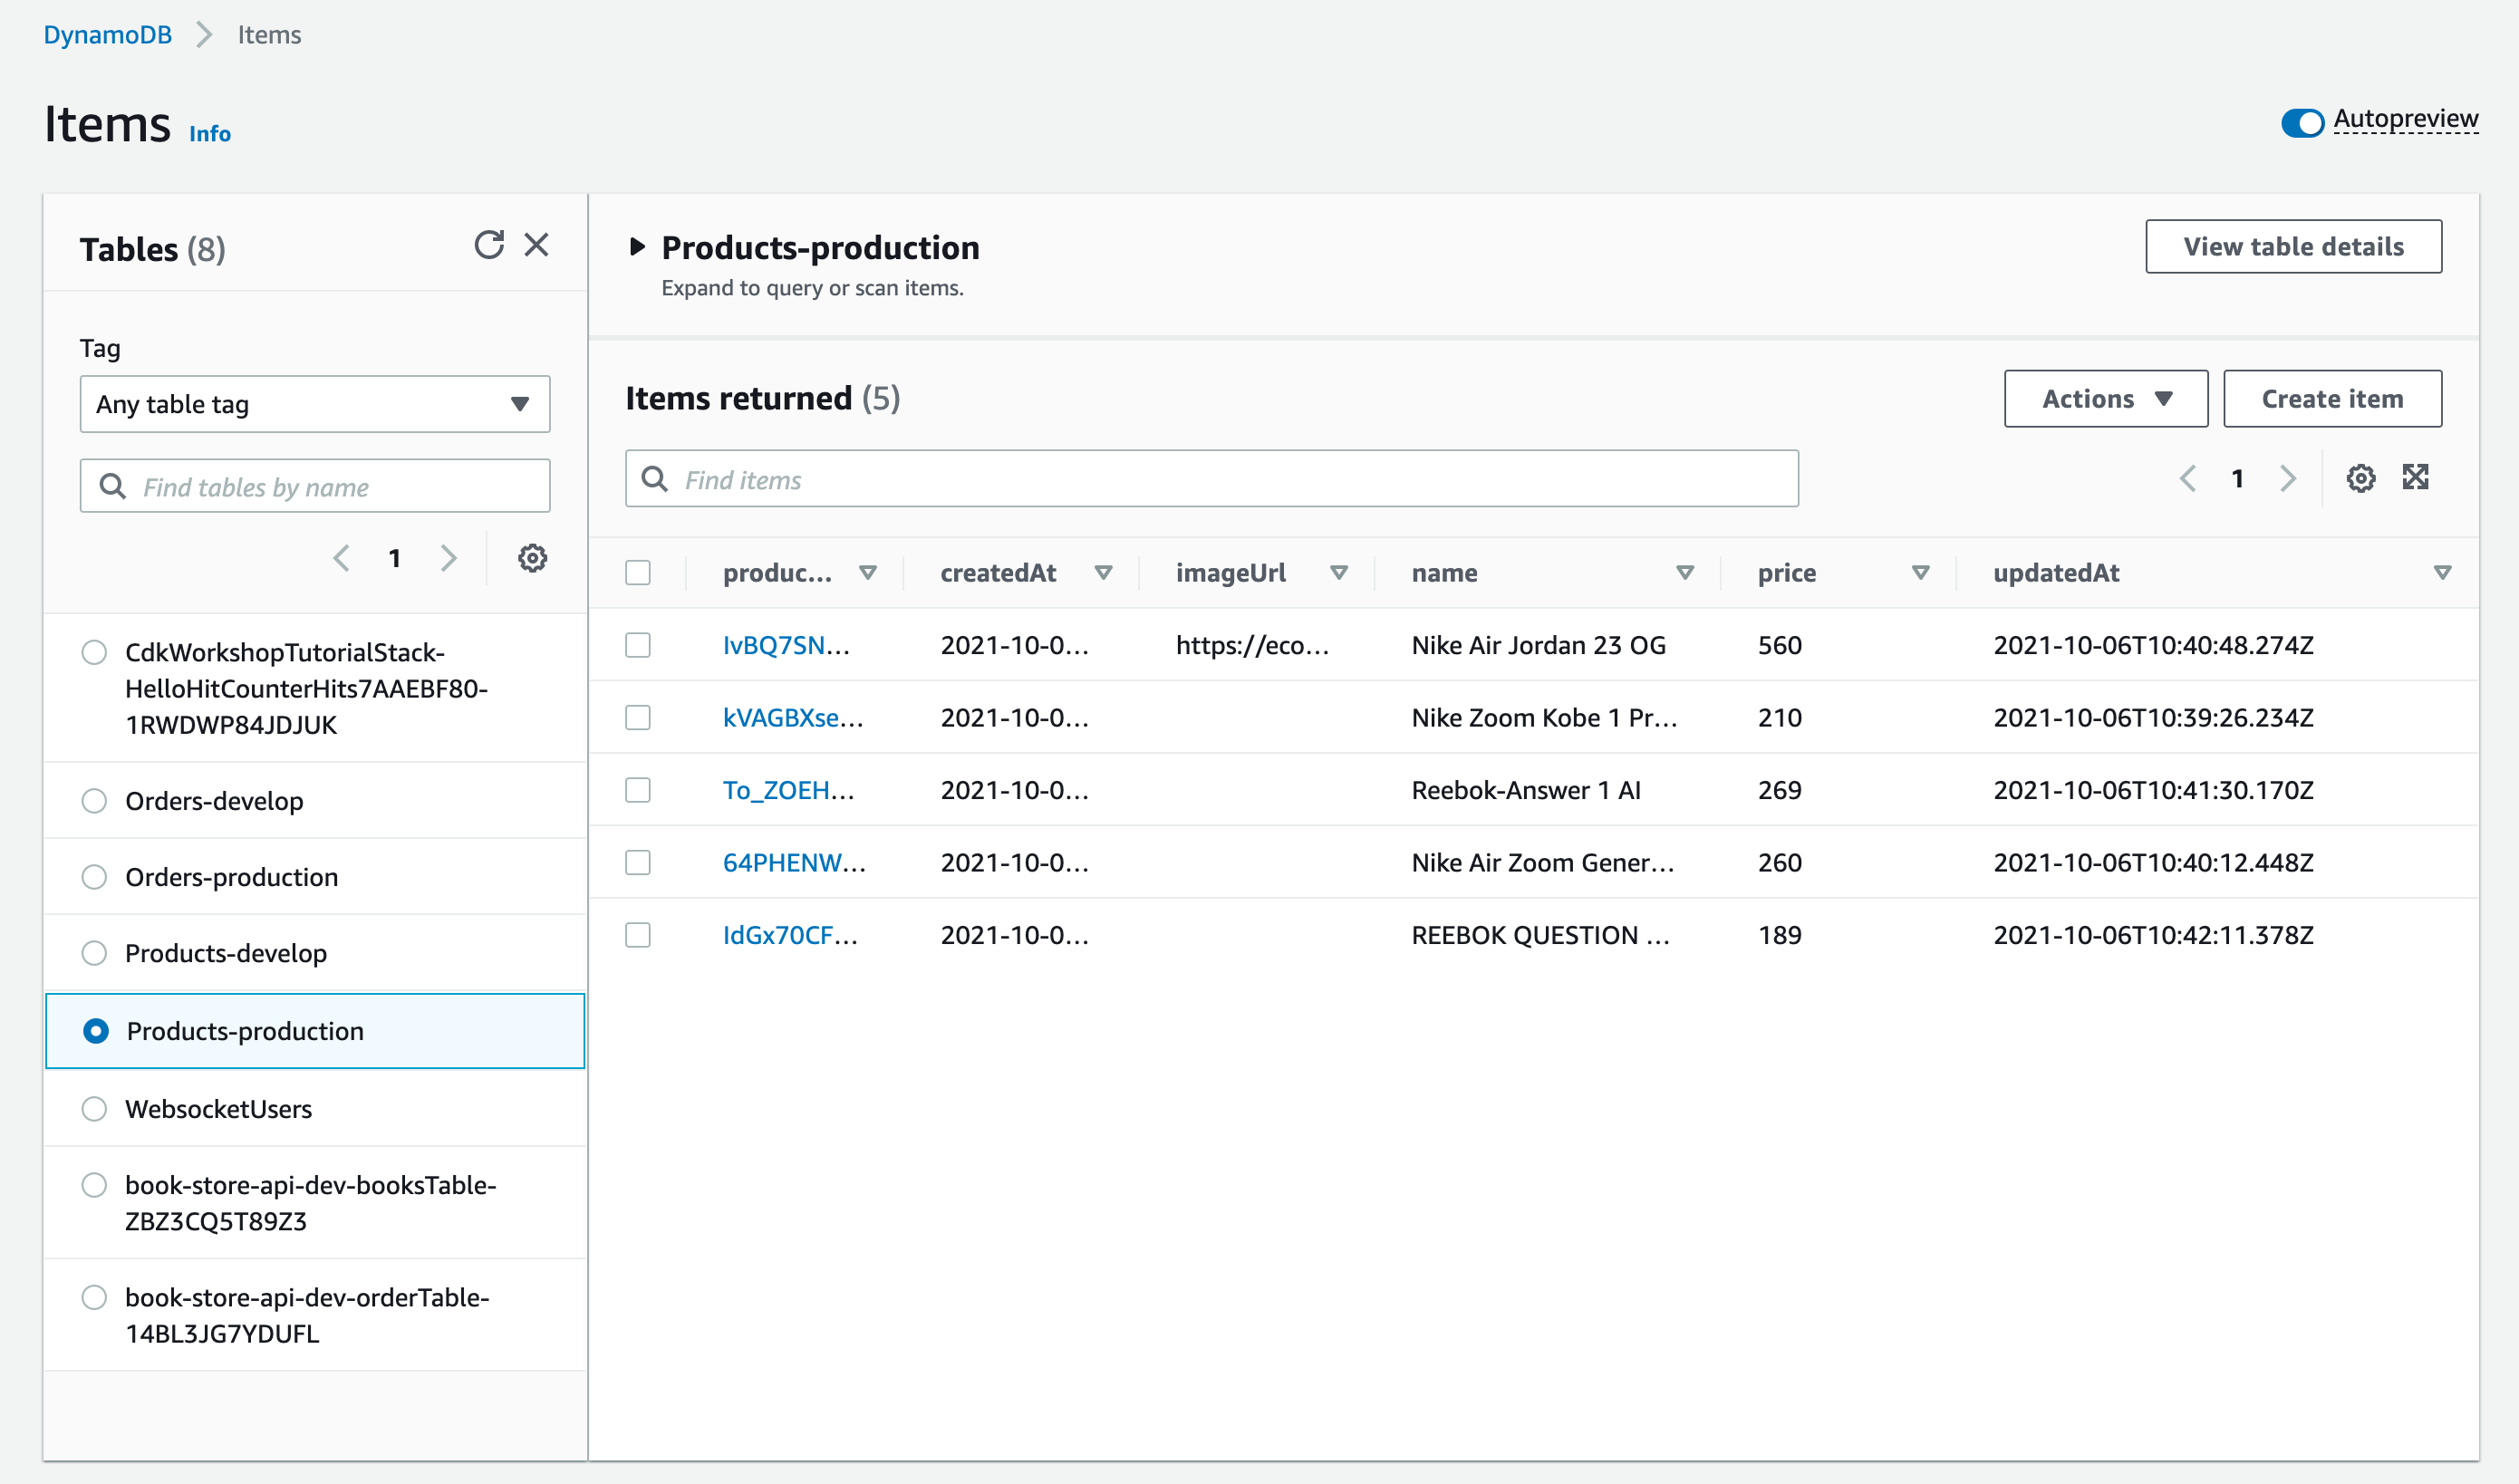 DynamoDB > Items
Items Info
Autopreview
Tables (8)
Tag
Any table tag
Find tables by name
1
CdkWorkshopTutorialStack-
HelloHitCounterHits7AAEBF80-
1RWDWP84JDJUK
Orders-develop
Orders-production
Products-develop
Products-production
WebsocketUsers
book-store-api-dev-booksTable-
ZBZ3CQ5T89Z3
book-store-api-dev-orderTable-
14BL3JG7YDUFL
Products-production
Expand to query or scan items.
View table details
Items returned (5)
Actions
Create item
Find items
1
produc... createdAt imageUrl name price updatedAt
IvBQ7SN... 2021-10-0... https://eco... Nike Air Jordan 23 OG 560 2021-10-06T10:40:48.274Z
kVAGBXse... 2021-10-0... Nike Zoom Kobe 1 Pr... 210 2021-10-06T10:39:26.234Z
To_ZOEH... 2021-10-0... Reebok-Answer 1 AI 269 2021-10-06T10:41:30.170Z
64PHENW... 2021-10-0... Nike Air Zoom Gener... 260 2021-10-06T10:40:12.448Z
IdGx70CF... 2021-10-0... REEBOK QUESTION ... 189 2021-10-06T10:42:11.378Z